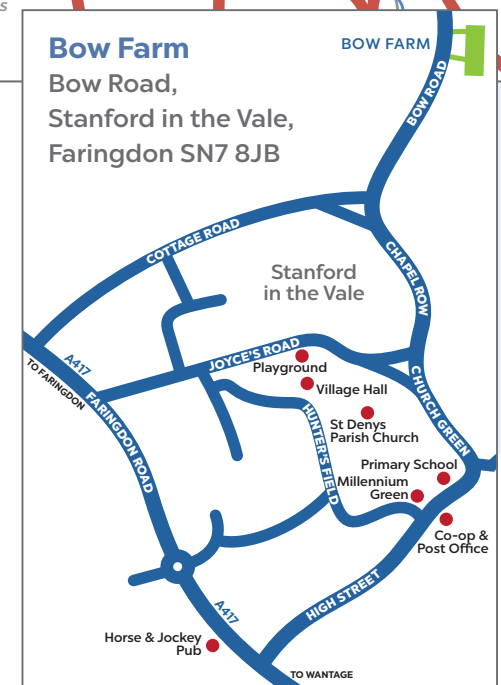 s
Bow Farm
Bow Road,
Stanford in the Vale,
Faringdon SN7 8JB
BOW FARM
BOW ROAD
COTTAGE ROAD
CHAPEL ROW
Stanford
in the Vale
A417
TO FARINGDON
JOYCE'S ROAD
Playground
Village Hall
CHURCH GREEN
FARINGDON ROAD
HUNTER'S FIELD
St Denys
Parish Church
Primary School
Millennium
Green
Co-op &
Post Office
HIGH STREET
A417
Horse & Jockey
Pub
TO WANTAGE